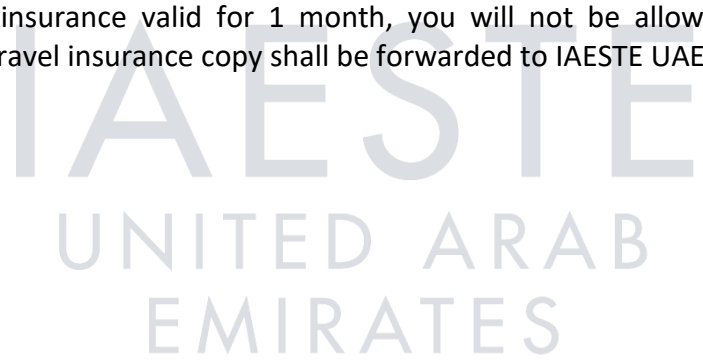 insurance valid for 1 month, you will not be allow
ravel insurance copy shall be forwarded to IAESTE UAE
IAESTE
UNITED ARAB
EMIRATES